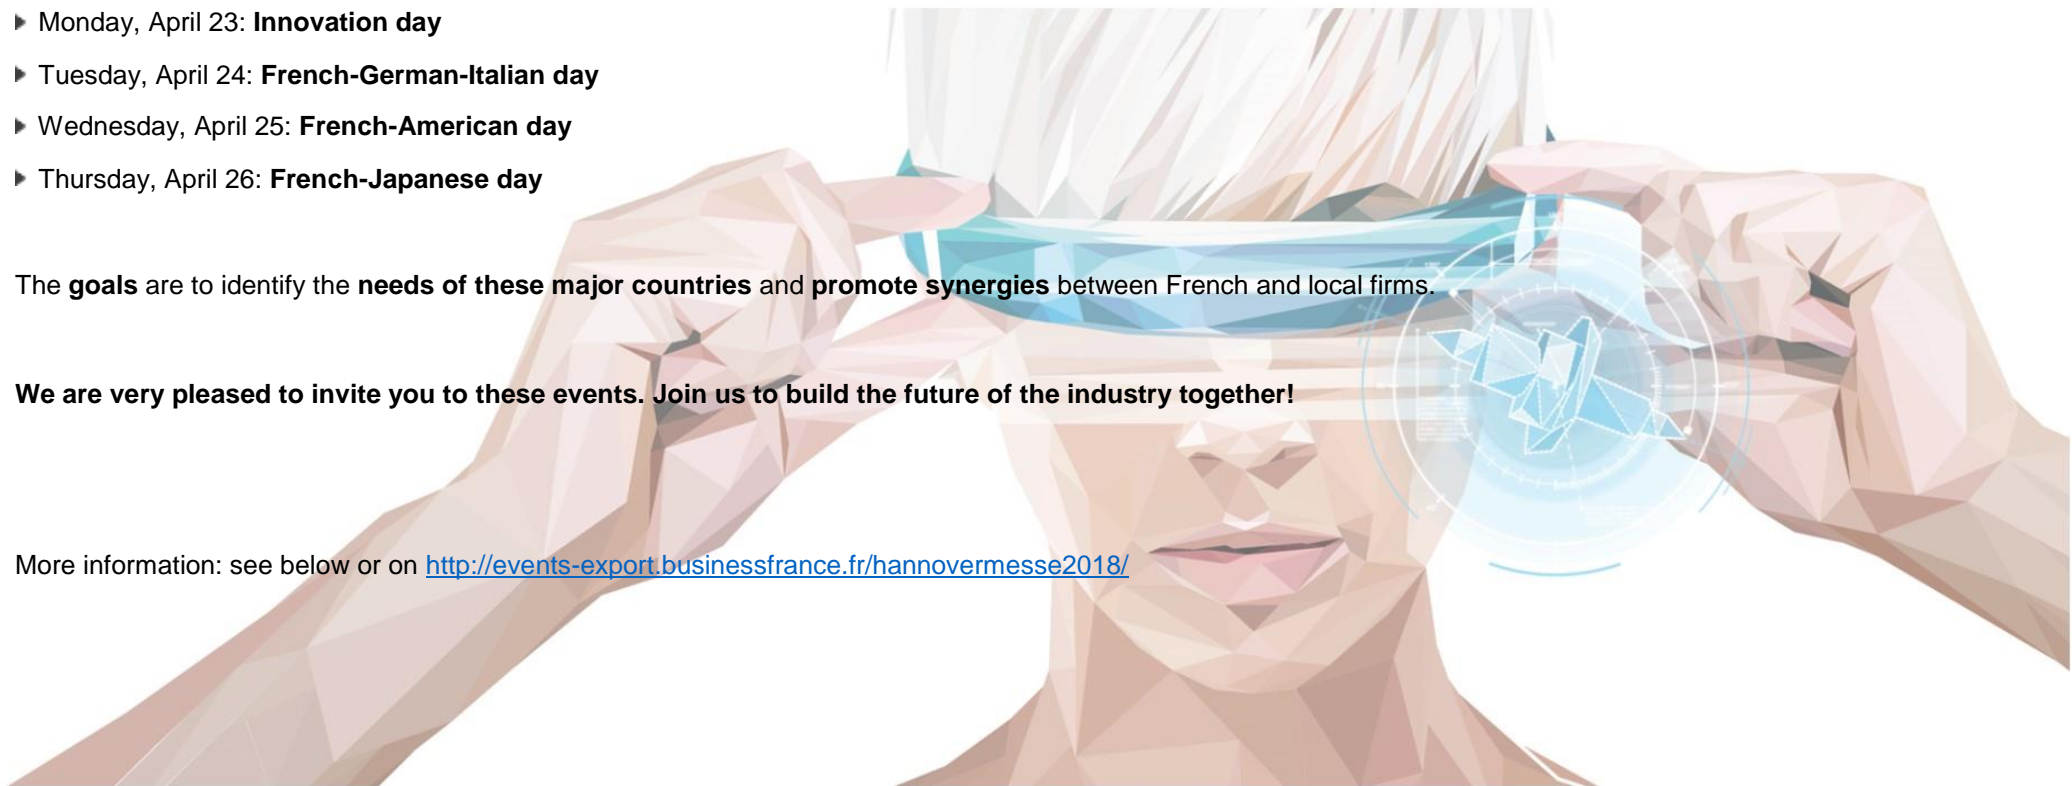 Monday, April 23: Innovation day
Tuesday, April 24: French-German-Italian day
Wednesday, April 25: French-American day
Thursday, April 26: French-Japanese day
The goals are to identify the needs of these major countries and promote synergies between French and local firms.
We are very pleased to invite you to these events. Join us to build the future of the industry together!
More information: see below or on http://events-export.businessfrance.fr/hannovermesse2018/